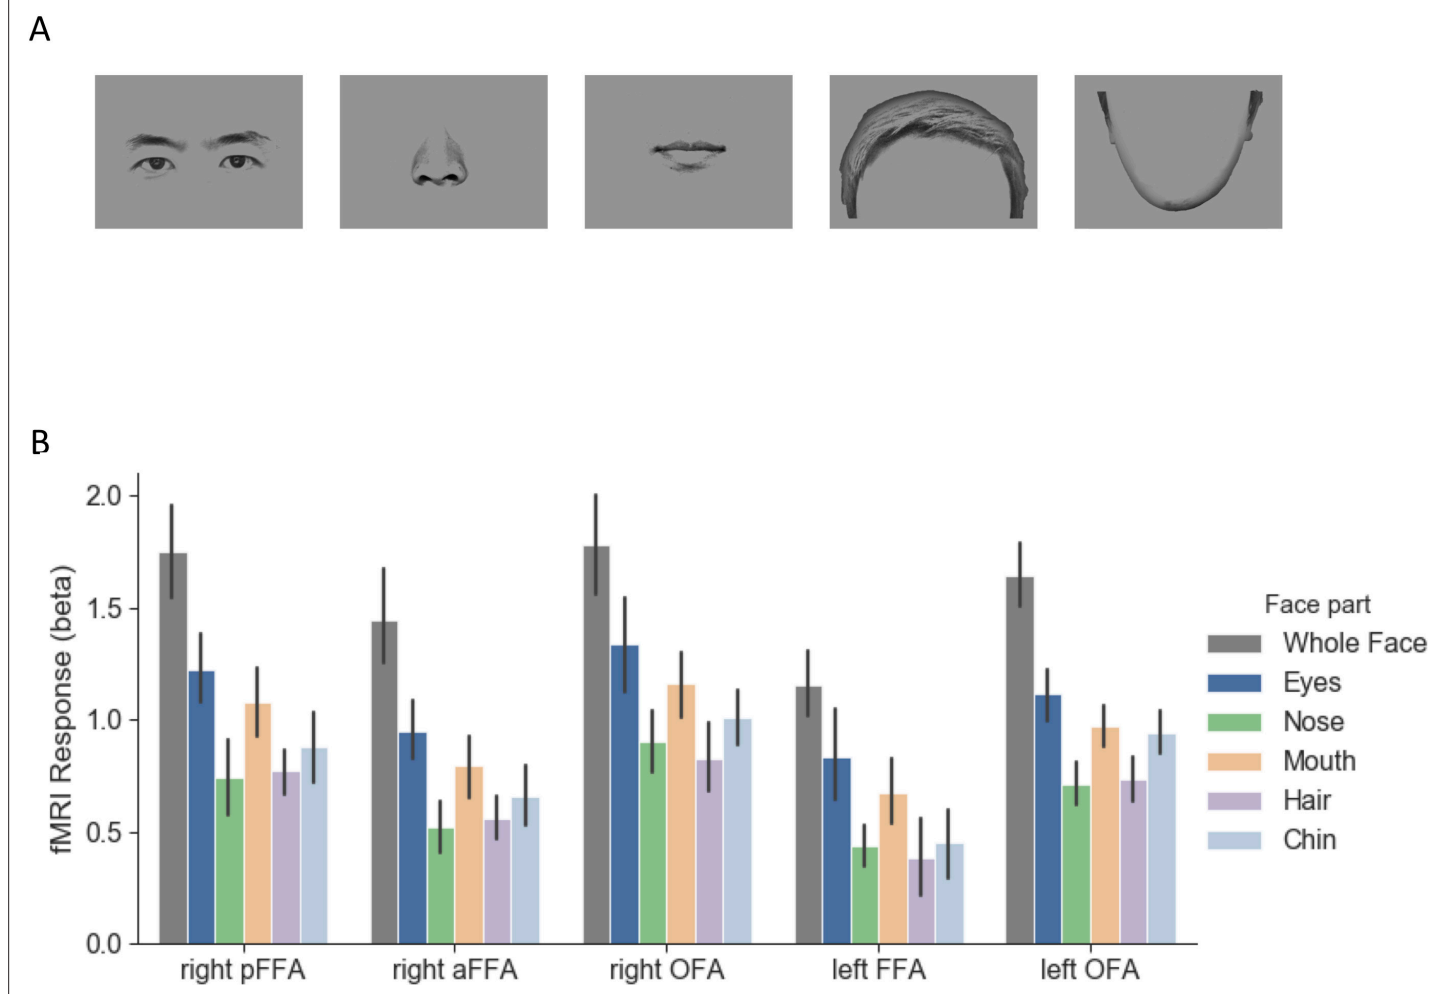 A
B
2.0
1.5
1.0
0.5
0.0
fMRI Response (beta)
right pFFA
right aFFA
right OFA
left FFA
left OFA
Face part
Whole Face
Eyes
Nose
Mouth
Hair
Chin